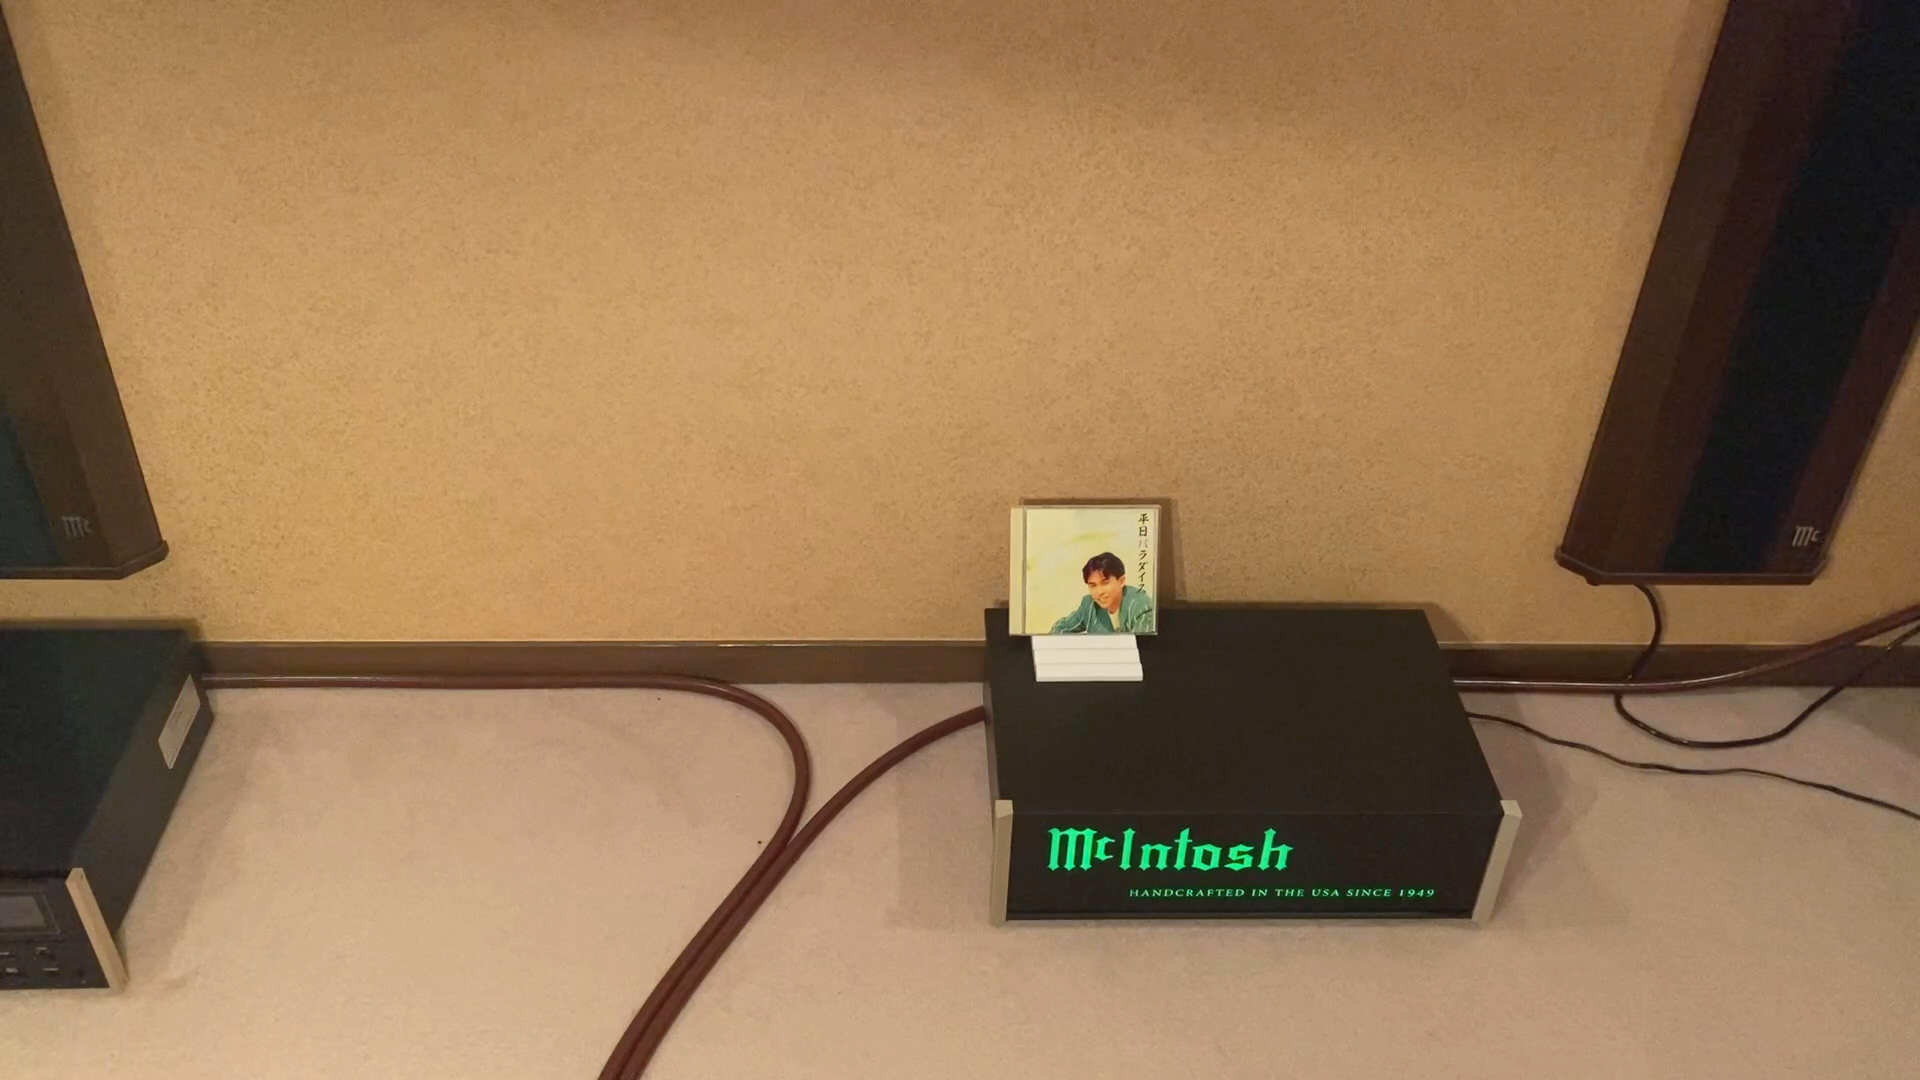 平日パラダイス
Mc
Mc
McIntosh
HANDCRAFTED IN THE USA SINCE 1949